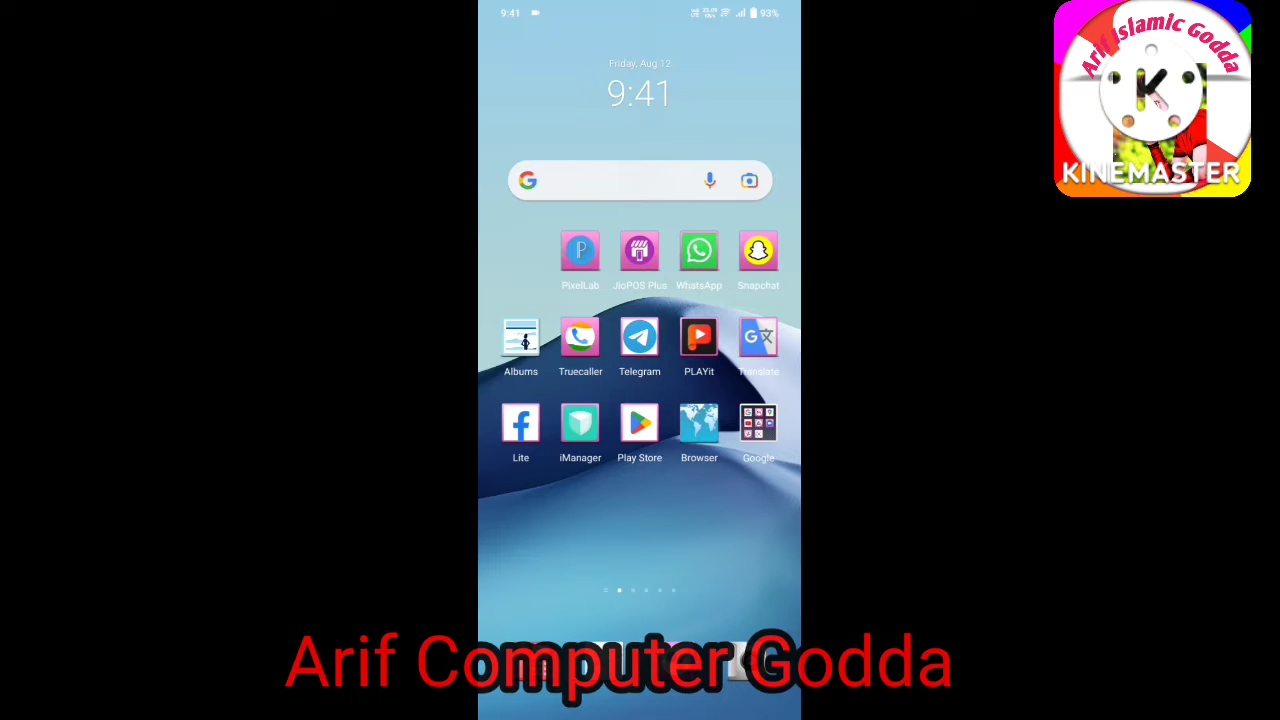 9:41
93%
Arif Islamic Godda
K
KINEMASTER
Friday, Aug 12
9:41
PixelLab
JioPOS Plus
WhatsApp
Snapchat
Albums
Truecaller
Telegram
PLAYit
Translate
Lite
iManager
Play Store
Browser
Google
Arif Computer Godda